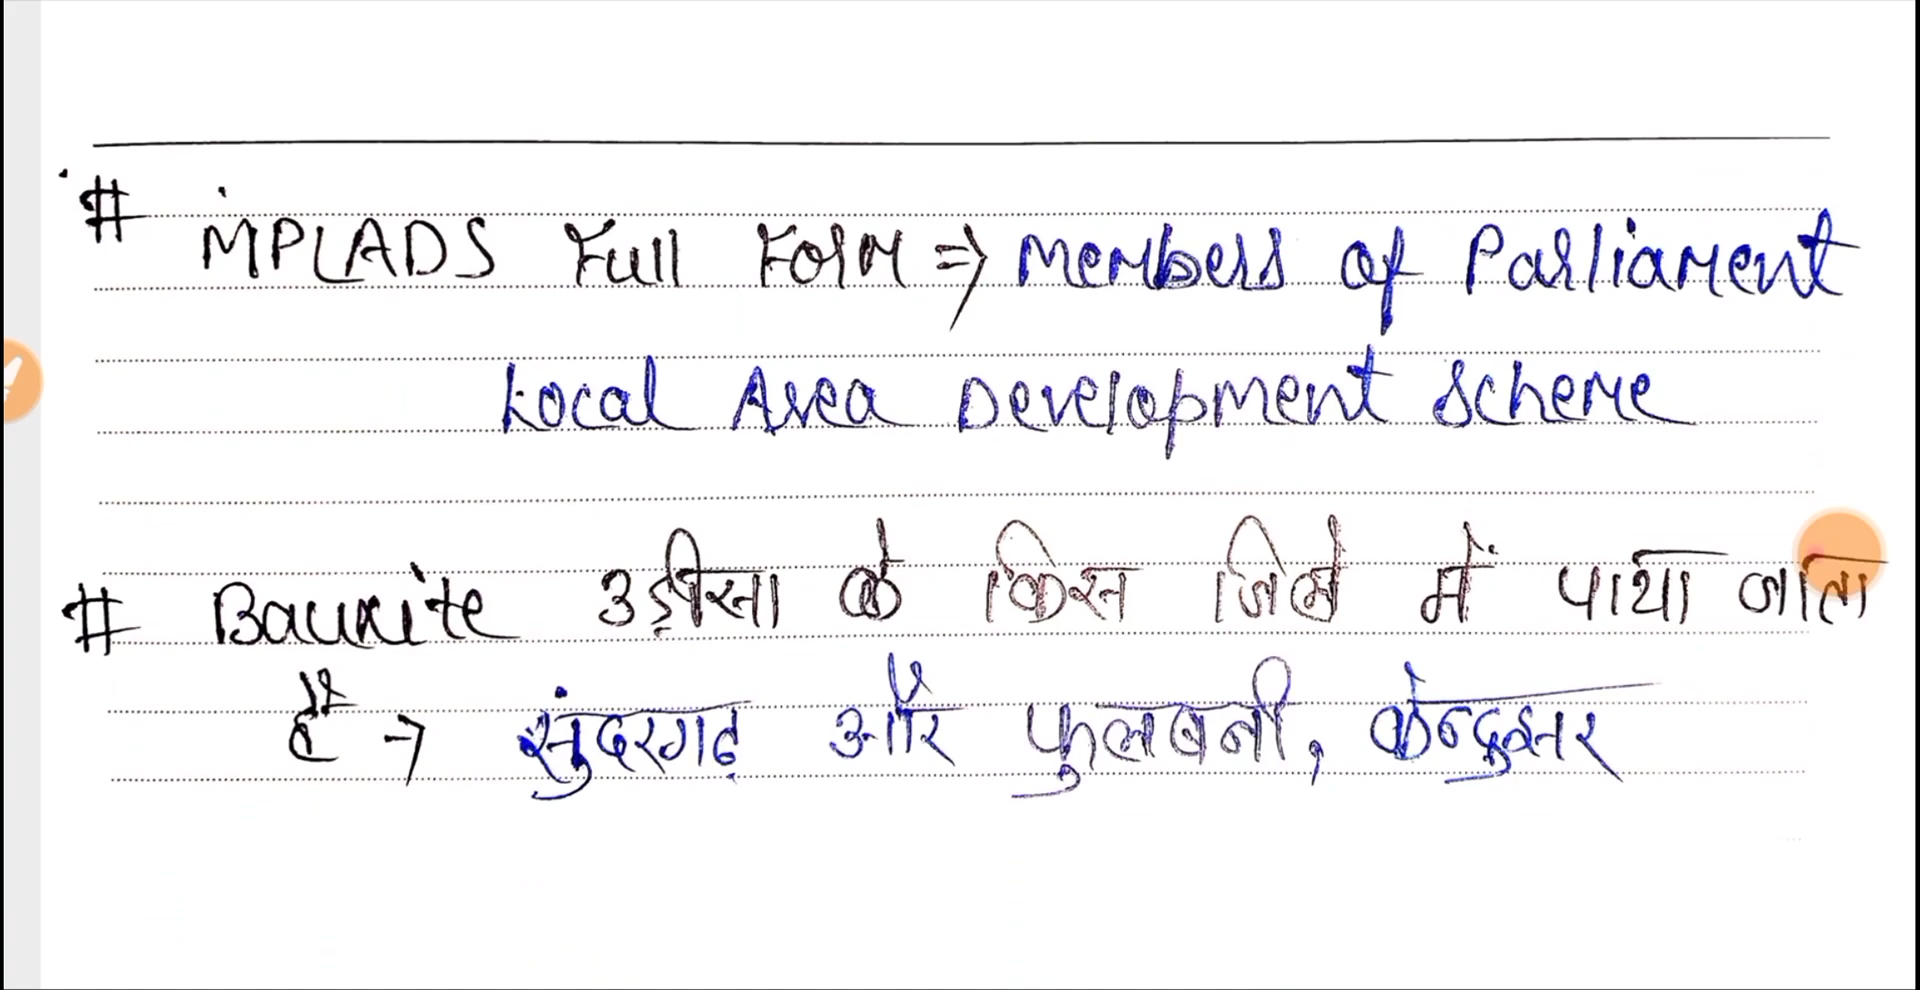 # MPLADS Full Form => Members of Parliament
Local Area Development Scheme
# Bauxite उड़ीसा के किस जिले में पाया जाता
है → सुंदरगढ़ और फुलबनी, केन्दुझर